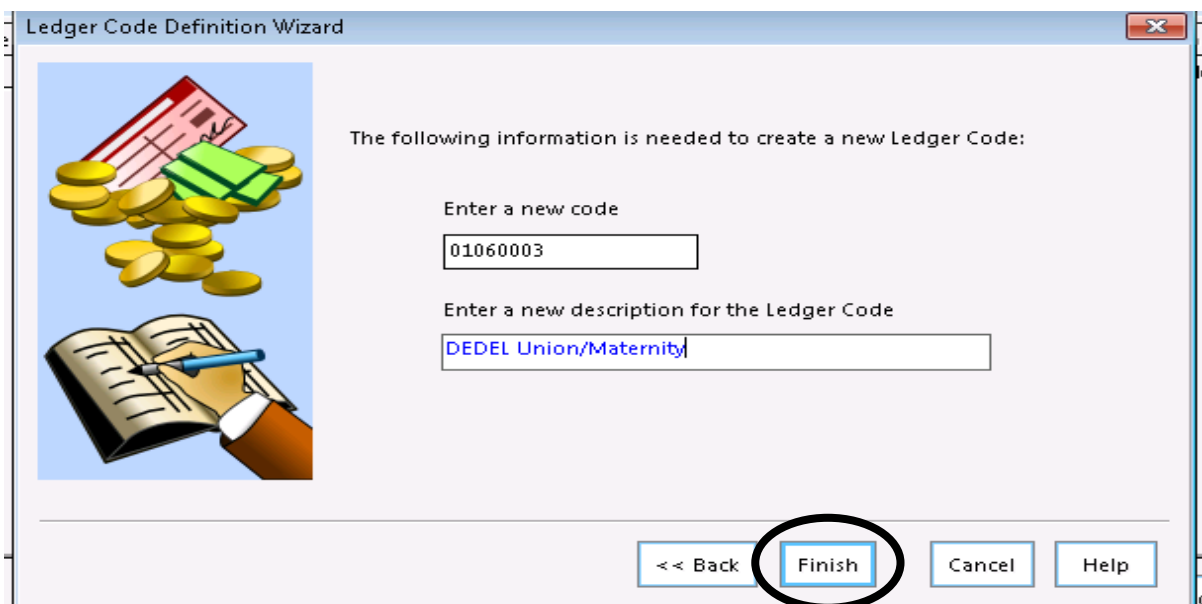 Ledger Code Definition Wizard
The following information is needed to create a new Ledger Code:
Enter a new code
01060003
Enter a new description for the Ledger Code
DEDEL Union/Maternity
<< Back Finish Cancel Help